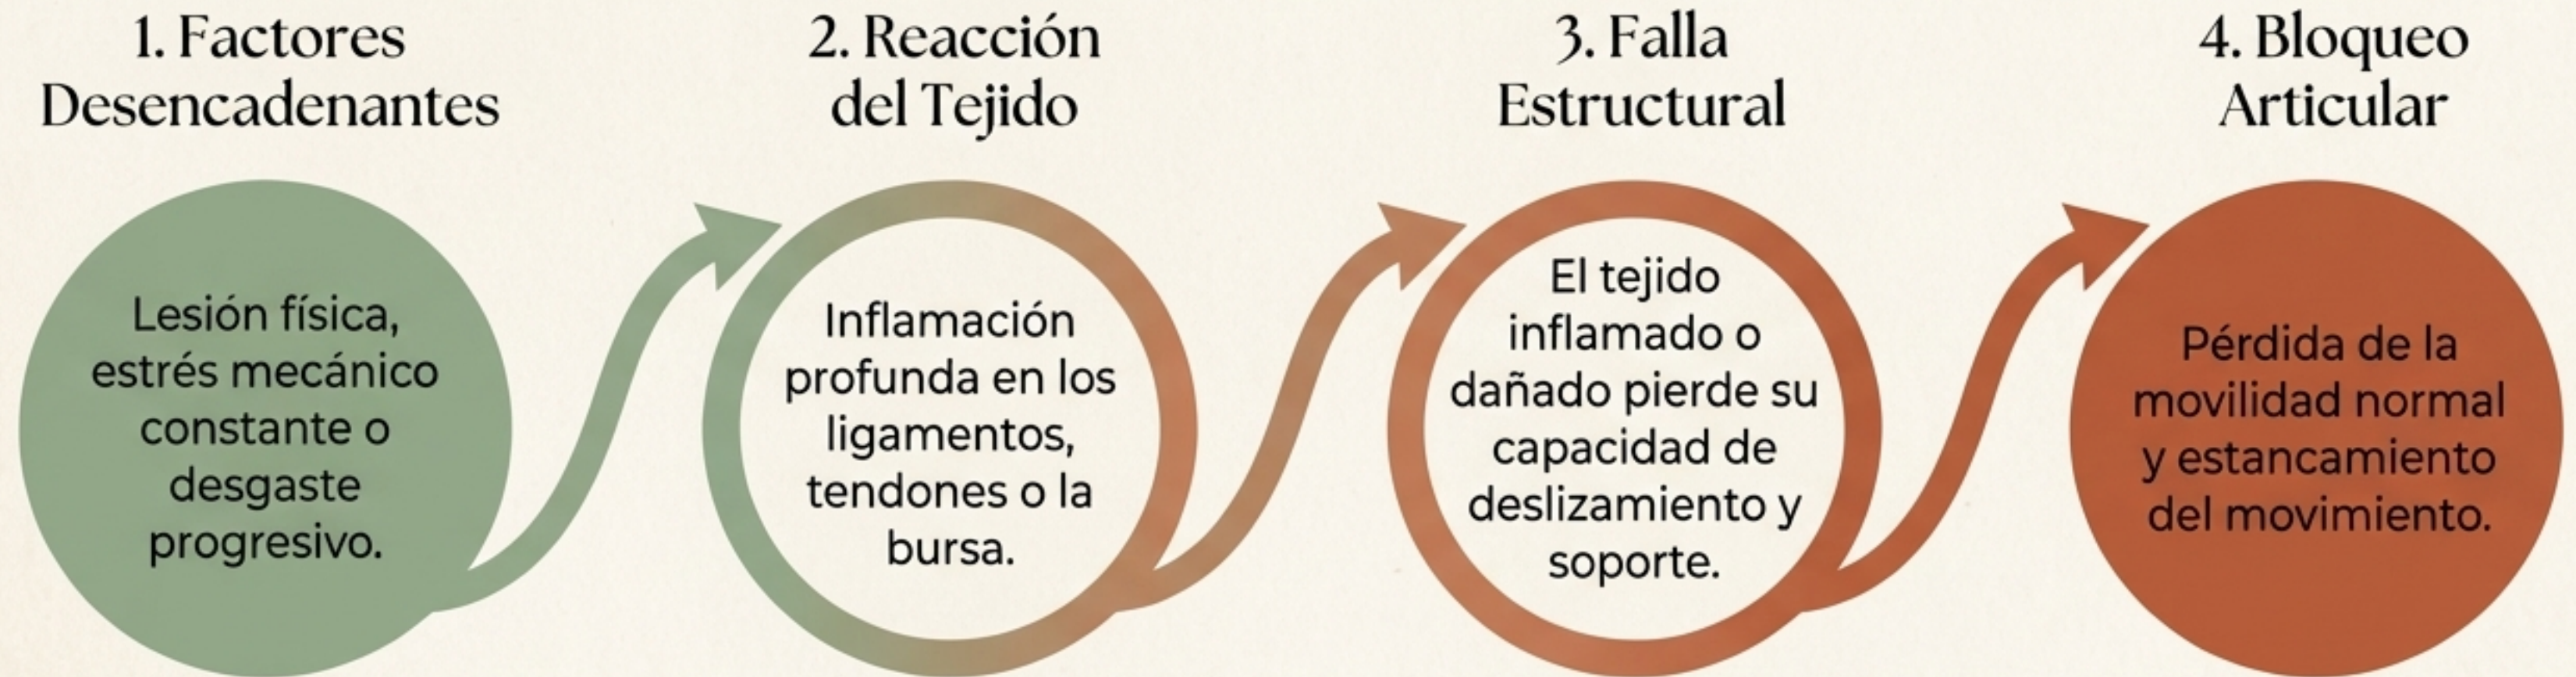 1. Factores
Desencadenantes
Lesión física,
estrés mecánico
constante o
desgaste
progresivo.
2. Reacción
del Tejido
Inflamación
profunda en los
ligamentos,
tendones o la
bursa.
3. Falla
Estructural
El tejido
inflamado o
dañado pierde su
capacidad de
deslizamiento y
soporte.
4. Bloqueo
Articular
Pérdida de la
movilidad normal
y estancamiento
del movimiento.